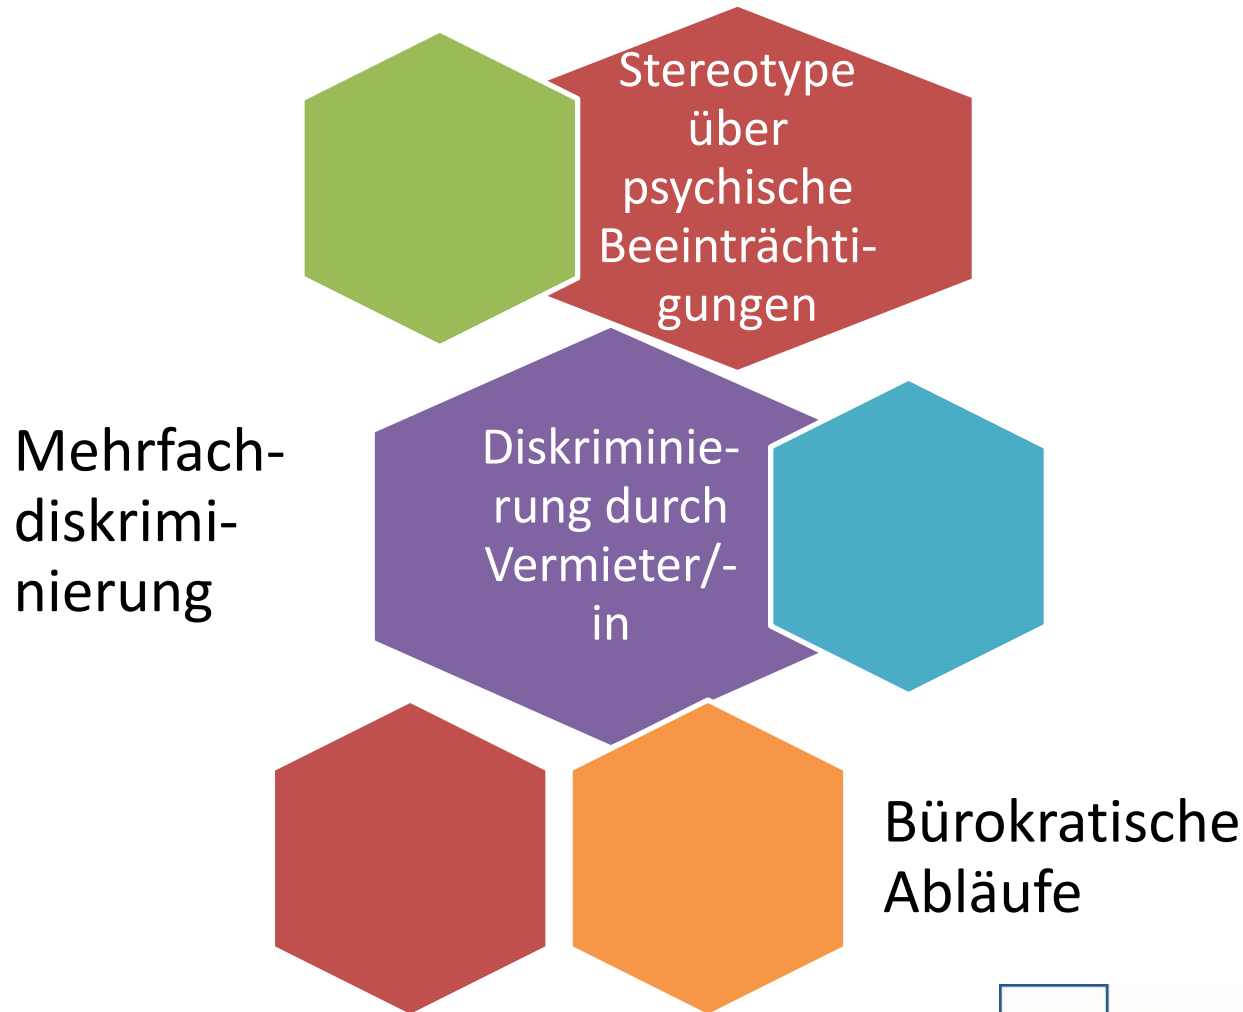 Stereotype
über
psychische
Beeinträchti-
gungen
Mehrfach-
diskrimi-
nierung
Diskriminie-
rung durch
Vermieter/-
in
Bürokratische
Abläufe